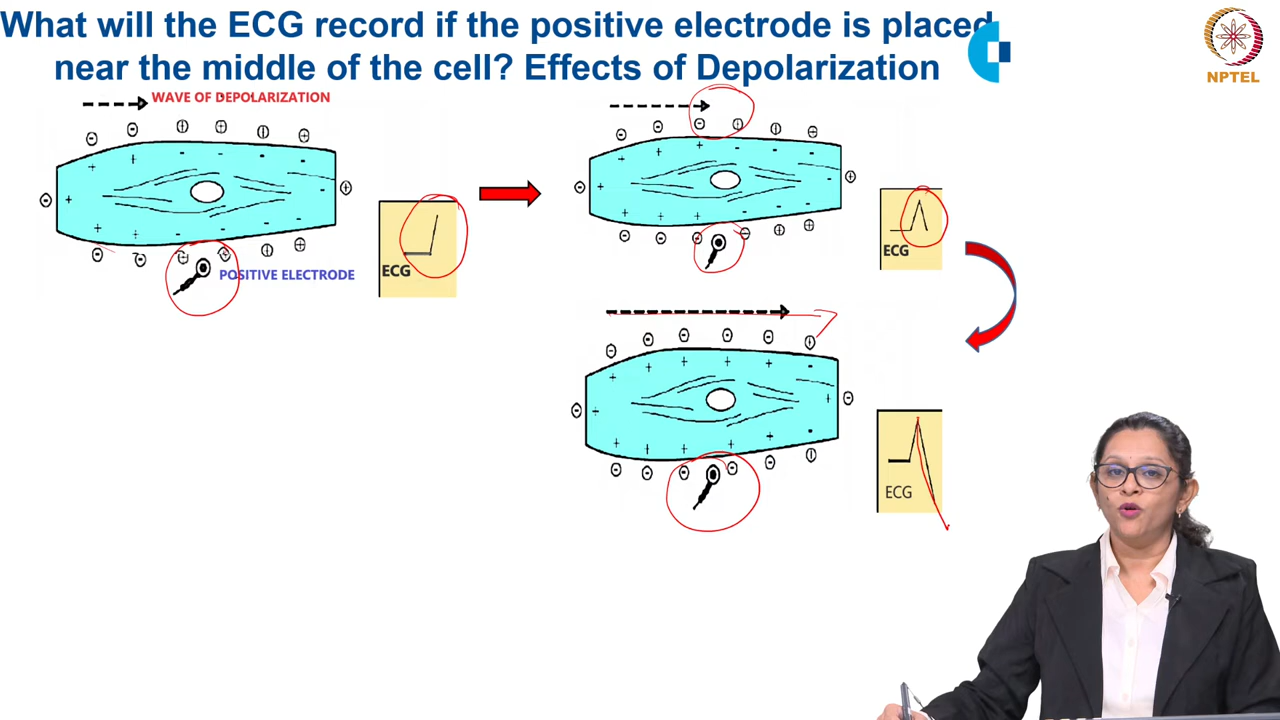 What will the ECG record if the positive electrode is placed
near the middle of the cell? Effects of Depolarization
NPTEL
WAVE OF DEPOLARIZATION
ECG
POSITIVE ELECTRODE
ECG
ECG